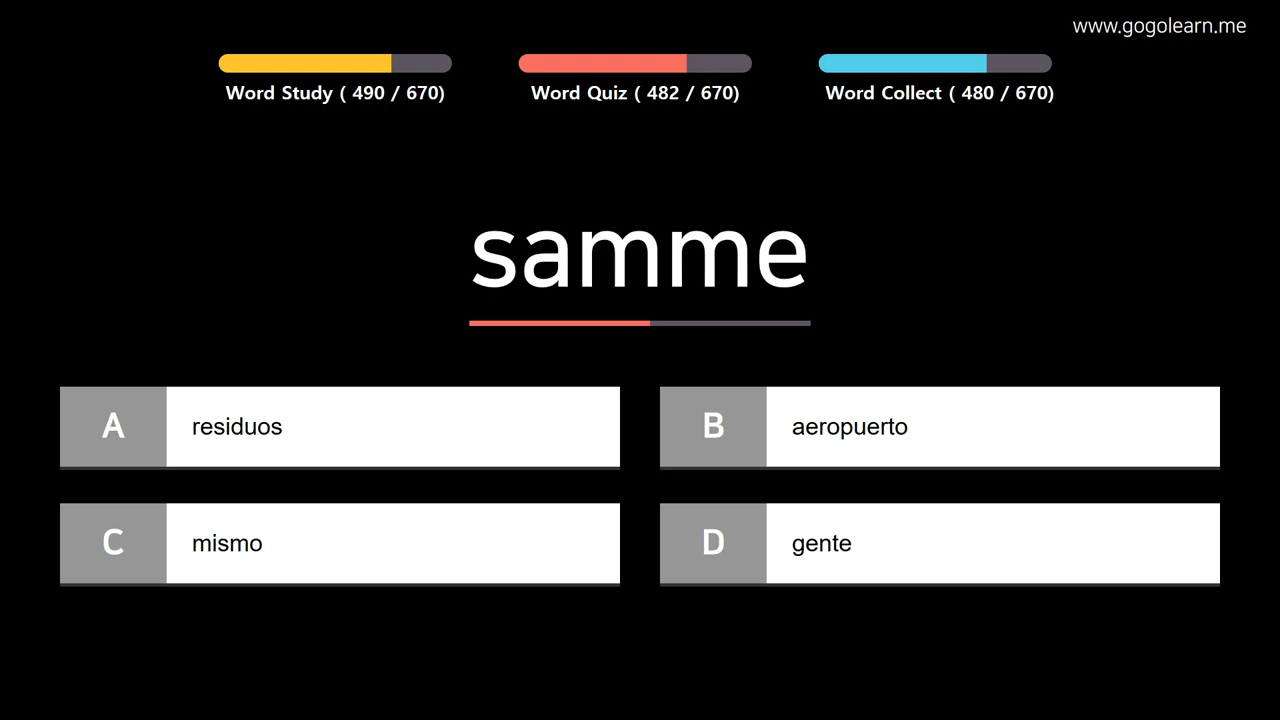 www.gogolearn.me
Word Study ( 490 / 670)
Word Quiz ( 482 / 670)
Word Collect ( 480 / 670)
samme
A residuos
B aeropuerto
C mismo
D gente